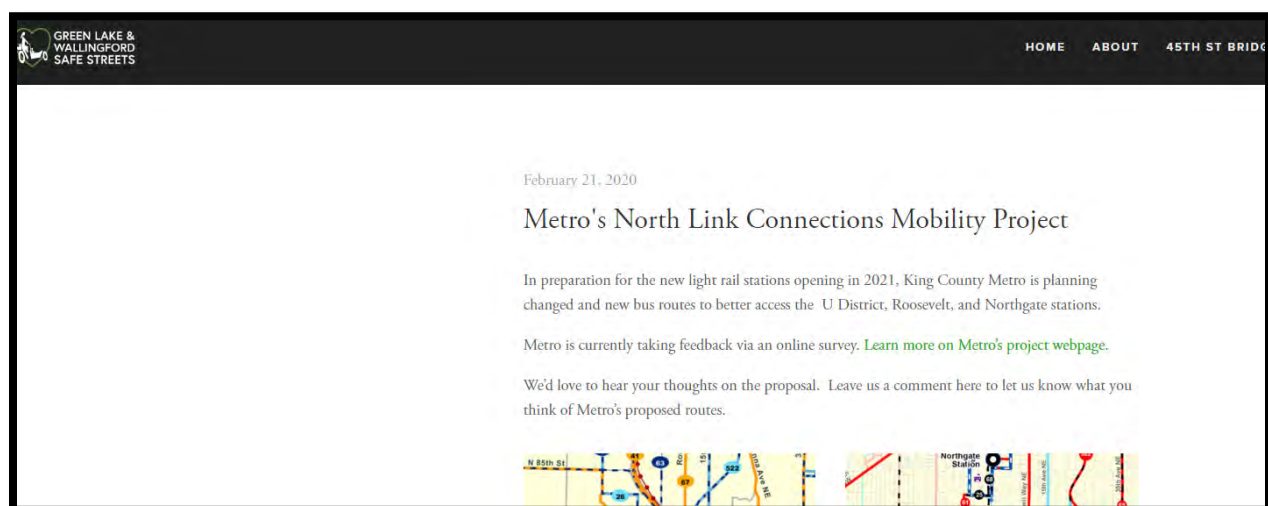 GREEN LAKE &
WALLINGFORD
SAFE STREETS
HOME ABOUT 45TH ST BRIDG
February 21, 2020
Metro's North Link Connections Mobility Project
In preparation for the new light rail stations opening in 2021, King County Metro is planning
changed and new bus routes to better access the U District, Roosevelt, and Northgate stations.
Metro is currently taking feedback via an online survey. Learn more on Metro's project webpage.
We'd love to hear your thoughts on the proposal. Leave us a comment here to let us know what you
think of Metro's proposed routes.
N 85th St
41
63
522
67
26
Northgate
Station
15th Ave NE